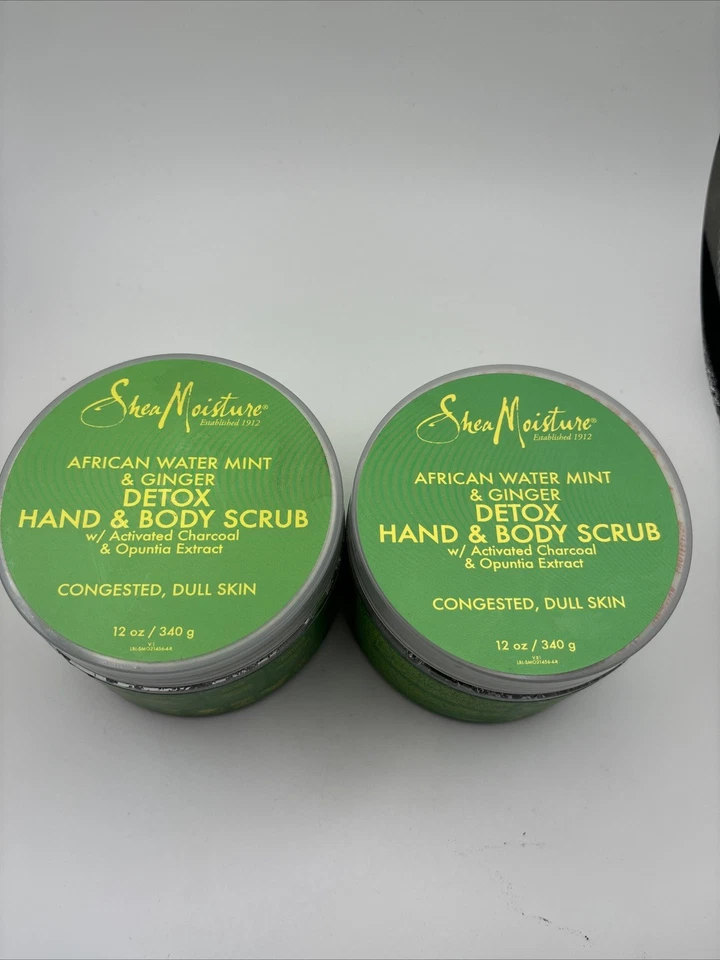 SheaMoisture®
Established 1912
AFRICAN WATER MINT
& GINGER
DETOX
HAND & BODY SCRUB
w/ Activated Charcoal
& Opuntia Extract
CONGESTED, DULL SKIN
12 oz / 340 g
SheaMoisture®
Established 1912
AFRICAN WATER MINT
& GINGER
DETOX
HAND & BODY SCRUB
w/ Activated Charcoal
& Opuntia Extract
CONGESTED, DULL SKIN
12 oz / 340 g